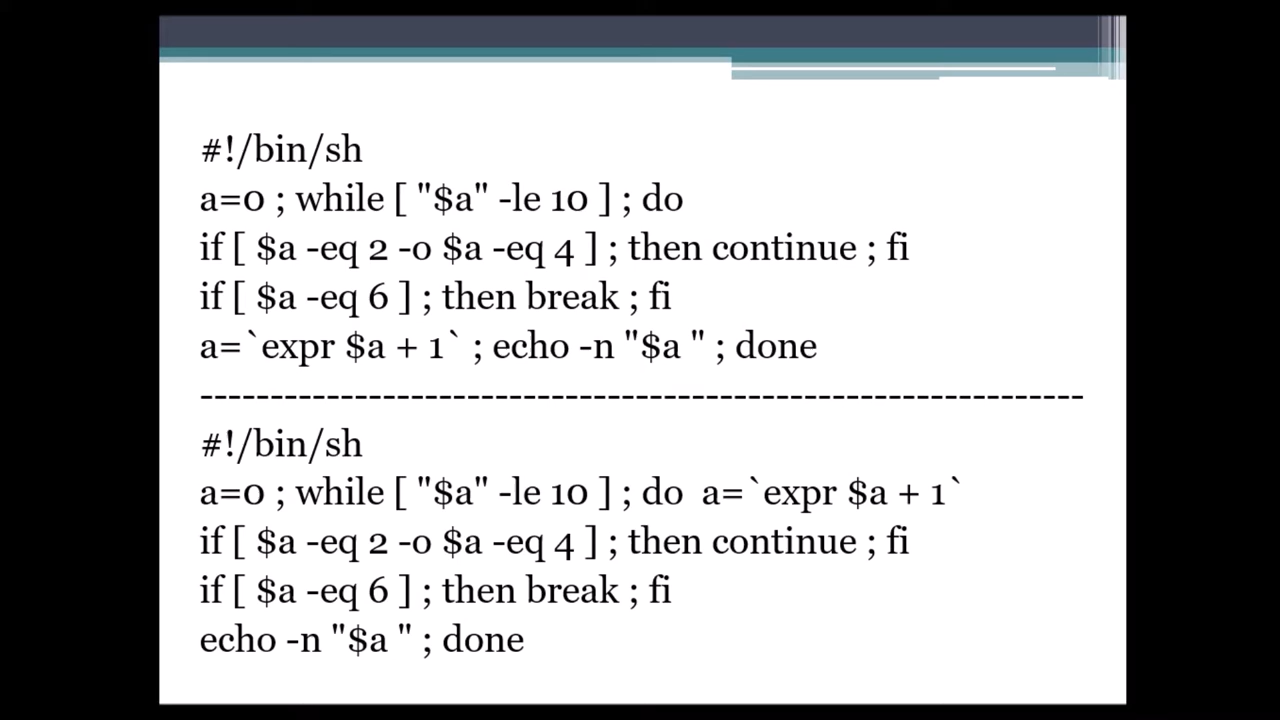 #!/bin/sh
a=0 ; while [ "$a" -le 10 ] ; do
if [ $a -eq 2 -o $a -eq 4 ] ; then continue ; fi
if [ $a -eq 6 ] ; then break ; fi
a=`expr $a + 1` ; echo -n "$a " ; done
---------------------------------------------------------------
#!/bin/sh
a=0 ; while [ "$a" -le 10 ] ; do  a=`expr $a + 1`
if [ $a -eq 2 -o $a -eq 4 ] ; then continue ; fi
if [ $a -eq 6 ] ; then break ; fi
echo -n "$a " ; done